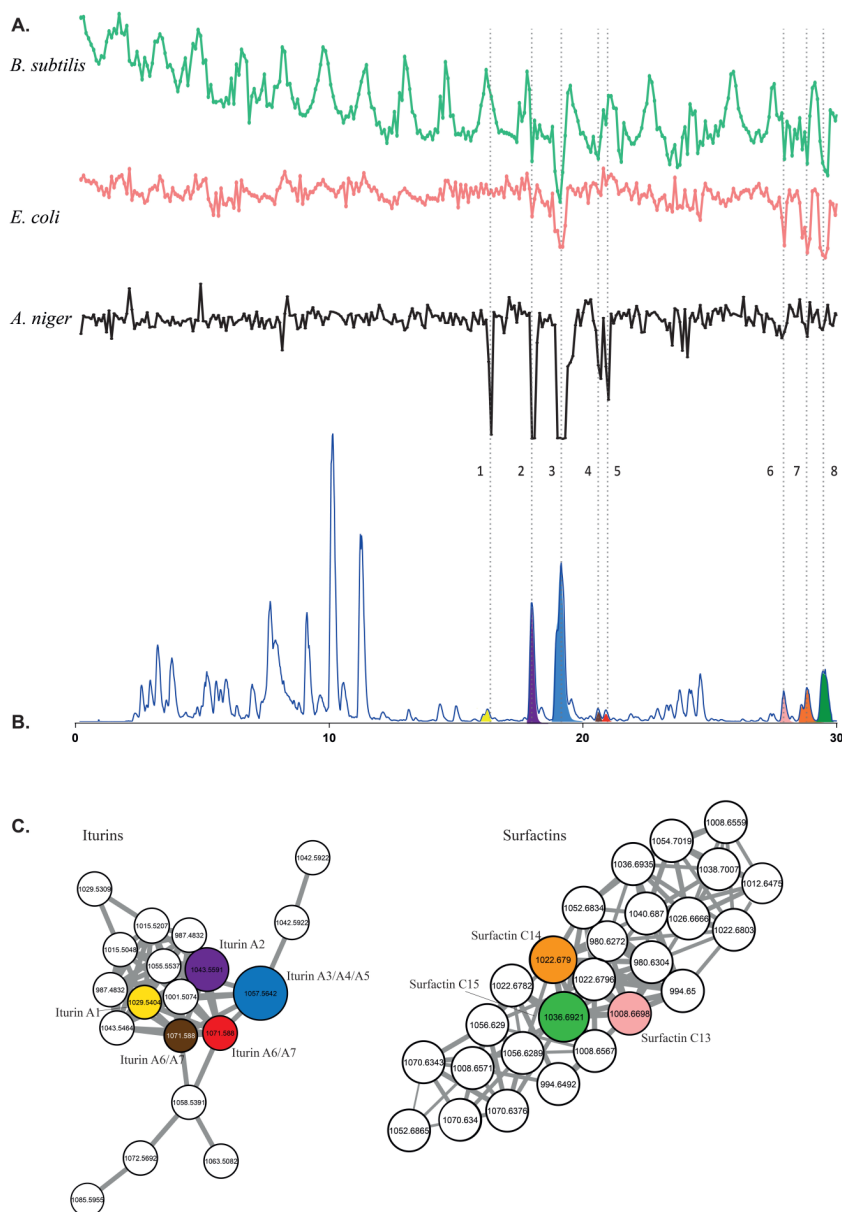 A.
B. subtilis
E. coli
A. niger
1 2 3 4 5 6 7 8
B.
0 10 20 30
C.
Iturins
Surfactins
1042.5922
1029.5309
1042.5922
1015.5207
987.4832
1015.5048
1055.5537
1043.5591
Iturin A2
987.4832
1029.5404
1001.5074
1057.5642
Iturin A3/A4/A5
Iturin A1
1043.5464
1071.588
1071.588
Iturin A6/A7
Iturin A6/A7
1058.5391
1072.5692
1063.5082
1085.5955
1008.6559
1054.7019
1036.6935
1038.7007
1012.6475
1052.6834
1040.687
1026.6666
1022.6803
980.6272
Surfactin C14
1022.679
980.6304
Surfactin C15
1022.6782
1022.6796
994.65
1036.6921
1008.6698
1056.629
Surfactin C13
1070.6343
1056.6289
1008.6567
1008.6571
994.6492
1052.6865
1070.634
1070.6376